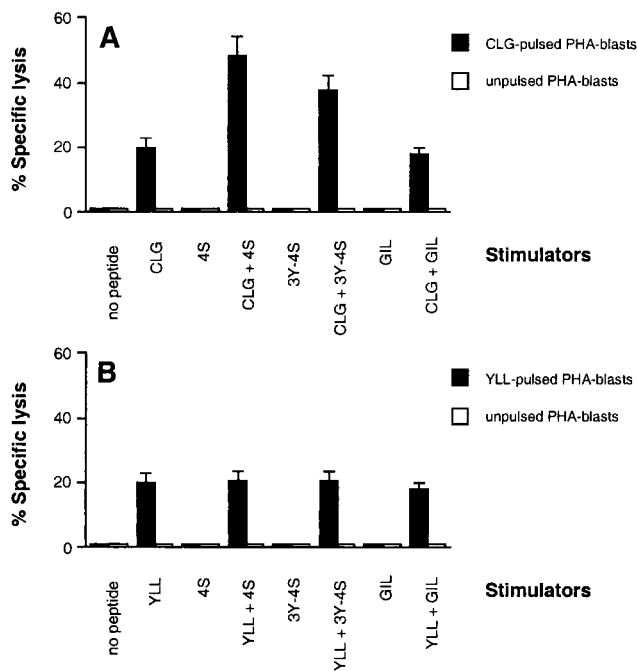 A
60
40
20
0
% Specific lysis
CLG-pulsed PHA-blasts
unpulsed PHA-blasts
no peptide
CLG
4S
CLG + 4S
3Y-4S
CLG + 3Y-4S
GIL
CLG + GIL
Stimulators
B
60
40
20
0
% Specific lysis
YLL-pulsed PHA-blasts
unpulsed PHA-blasts
no peptide
YLL
4S
YLL + 4S
3Y-4S
YLL + 3Y-4S
GIL
YLL + GIL
Stimulators